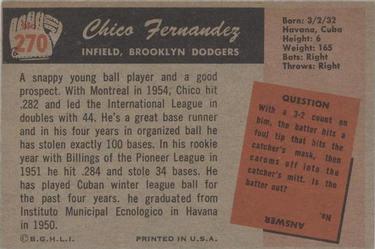 No. 270
Chico Fernandez
INFIELD, BROOKLYN DODGERS
Born: 3/2/32
Havana, Cuba
Height: 6
Weight: 165
Bats: Right
Throws: Right
A snappy young ball player and a good
prospect. With Montreal in 1954, Chico hit
.282 and led the International League in
doubles with 44. He's a great base runner
and in his four years in organized ball he
has stolen exactly 100 bases. In his rookie
year with Billings of the Pioneer League in
1951 he hit .284 and stole 34 bases. He
has played Cuban winter league ball for
the past four years. he graduated from
Instituto Municipal Ecnologico in Havana
in 1950.
QUESTION
With a 3-2 count on
him, the batter hits a
foul tip that hits the
catcher's mask, then
caroms off into the
catcher's mitt. Is the
batter out?
ANSWER
No.
©B.G.H.L.I.
PRINTED IN U.S.A.